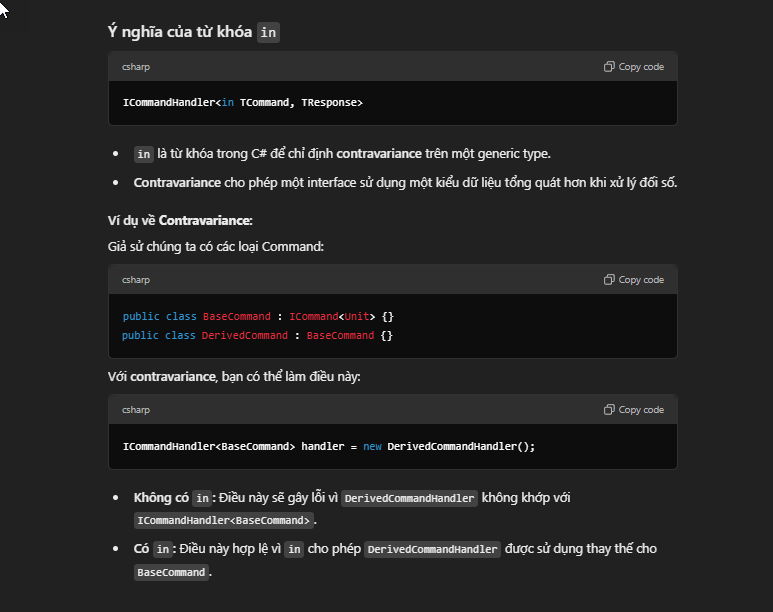 Ý nghĩa của từ khóa in
csharp
Copy code
ICommandHandler<in TCommand, TResponse>
in là từ khóa trong C# để chỉ định contravariance trên một generic type.
Contravariance cho phép một interface sử dụng một kiểu dữ liệu tổng quát hơn khi xử lý đối số.
Ví dụ về Contravariance:
Giả sử chúng ta có các loại Command:
csharp
Copy code
public class BaseCommand : ICommand<Unit> {}
public class DerivedCommand : BaseCommand {}
Với contravariance, bạn có thể làm điều này:
csharp
Copy code
ICommandHandler<BaseCommand> handler = new DerivedCommandHandler();
Không có in: Điều này sẽ gây lỗi vì DerivedCommandHandler không khớp với
ICommandHandler<BaseCommand>.
Có in: Điều này hợp lệ vì in cho phép DerivedCommandHandler được sử dụng thay thế cho
BaseCommand.